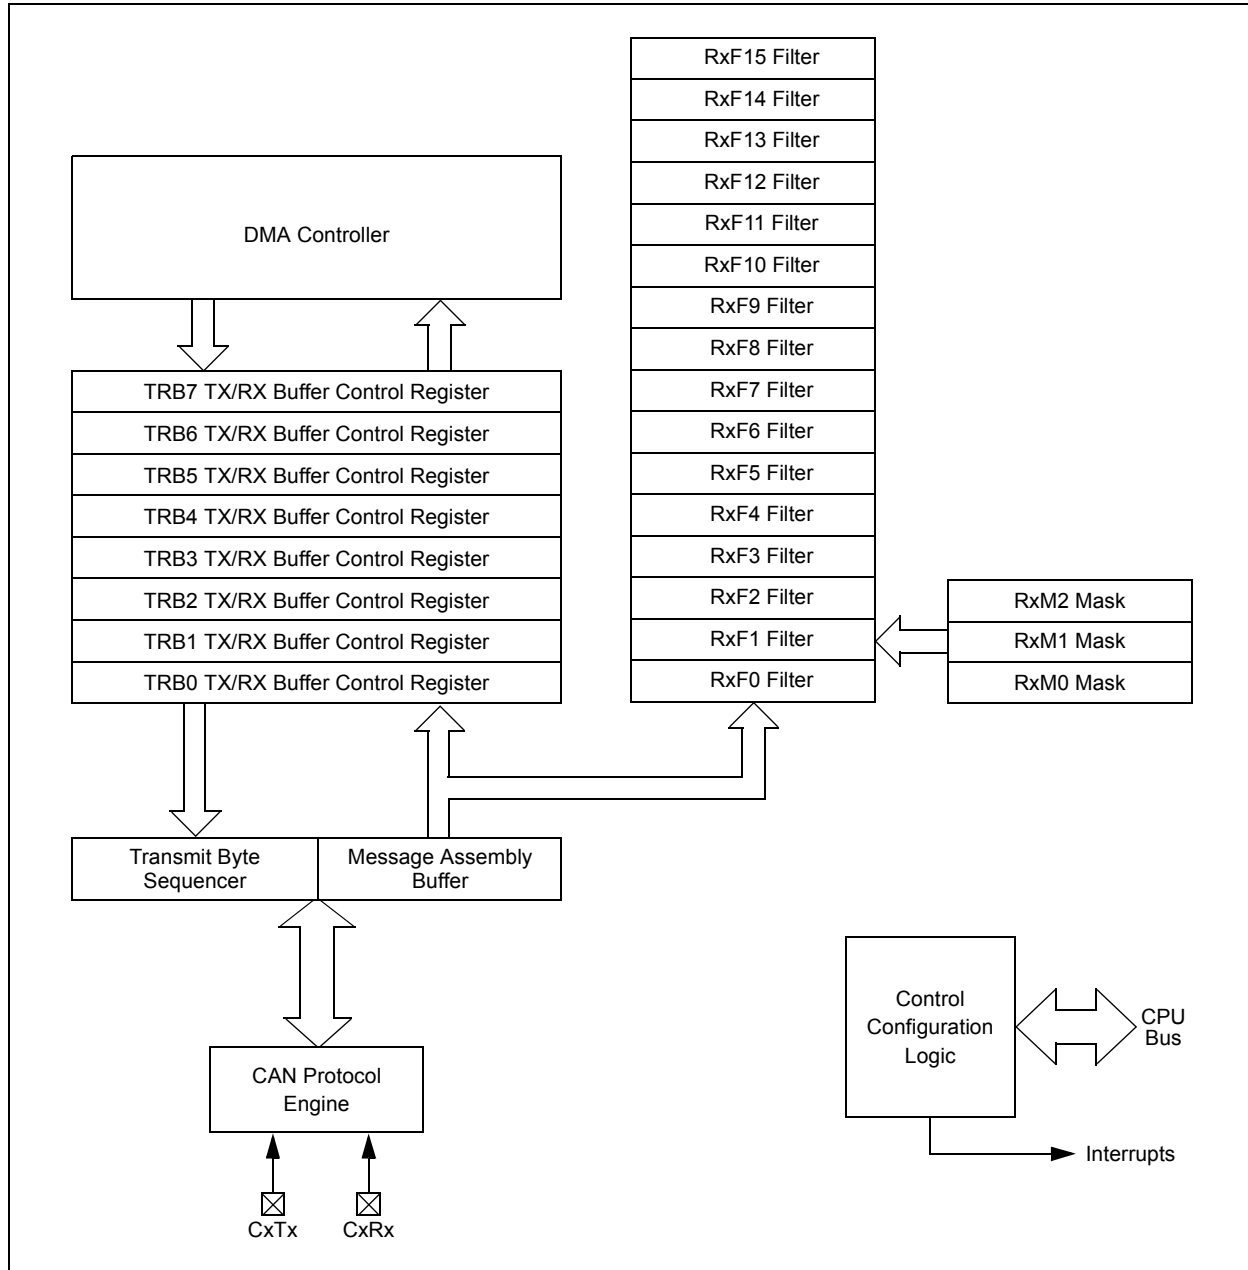 RxF15 Filter
RxF14 Filter
RxF13 Filter
RxF12 Filter
RxF11 Filter
RxF10 Filter
RxF9 Filter
RxF8 Filter
RxF7 Filter
RxF6 Filter
RxF5 Filter
RxF4 Filter
RxF3 Filter
RxF2 Filter
RxF1 Filter
RxF0 Filter
DMA Controller
TRB7 TX/RX Buffer Control Register
TRB6 TX/RX Buffer Control Register
TRB5 TX/RX Buffer Control Register
TRB4 TX/RX Buffer Control Register
TRB3 TX/RX Buffer Control Register
TRB2 TX/RX Buffer Control Register
TRB1 TX/RX Buffer Control Register
TRB0 TX/RX Buffer Control Register
RxM2 Mask
RxM1 Mask
RxM0 Mask
Transmit Byte
Sequencer
Message Assembly
Buffer
CAN Protocol
Engine
CxTx
CxRx
Control
Configuration
Logic
CPU
Bus
Interrupts